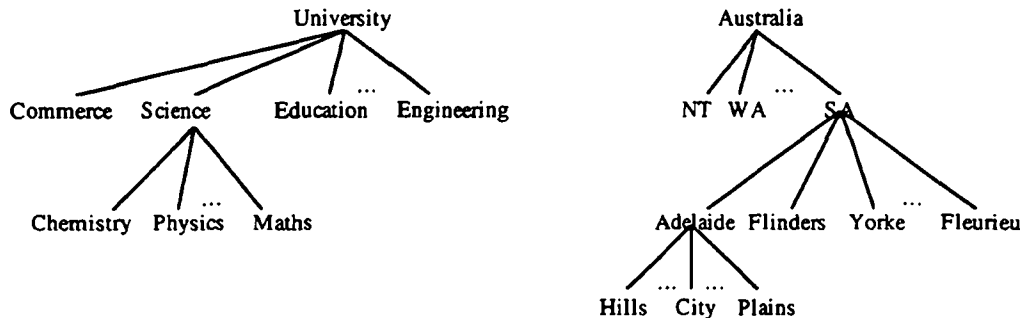 University Australia
... ...
Commerce Science Education Engineering NT WA SA
... ...
Chemistry Physics Maths Adelaide Flinders Yorke Fleurieu
... ...
Hills City Plains